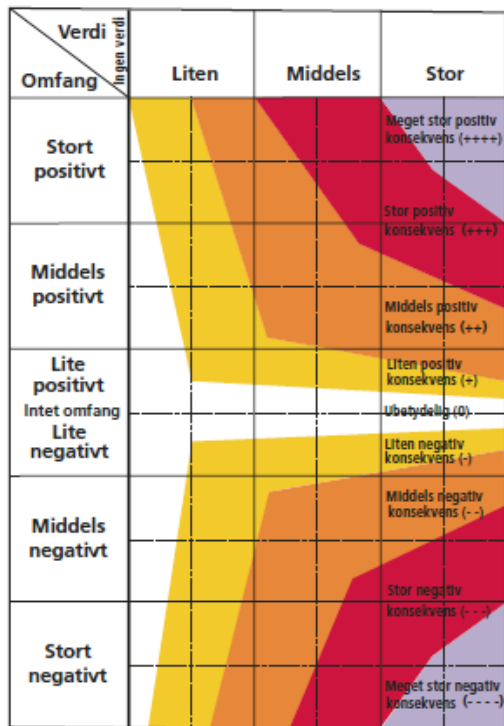 Verdi
Ingen verdi
Omfang
Liten
Middels
Stor
Stort
positivt
Meget stor positiv
konsekvens (++++)
Stor positiv
konsekvens (+++)
Middels
positivt
Middels positiv
konsekvens (++)
Lite
positivt
Liten positiv
konsekvens (+)
Intet omfang
Ubetydelig (0)
Lite
negativt
Liten negativ
konsekvens (-)
Middels
negativt
Middels negativ
konsekvens (- -)
Stor negativ
konsekvens (- - -)
Stort
negativt
Meget stor negativ
konsekvens (- - - -)